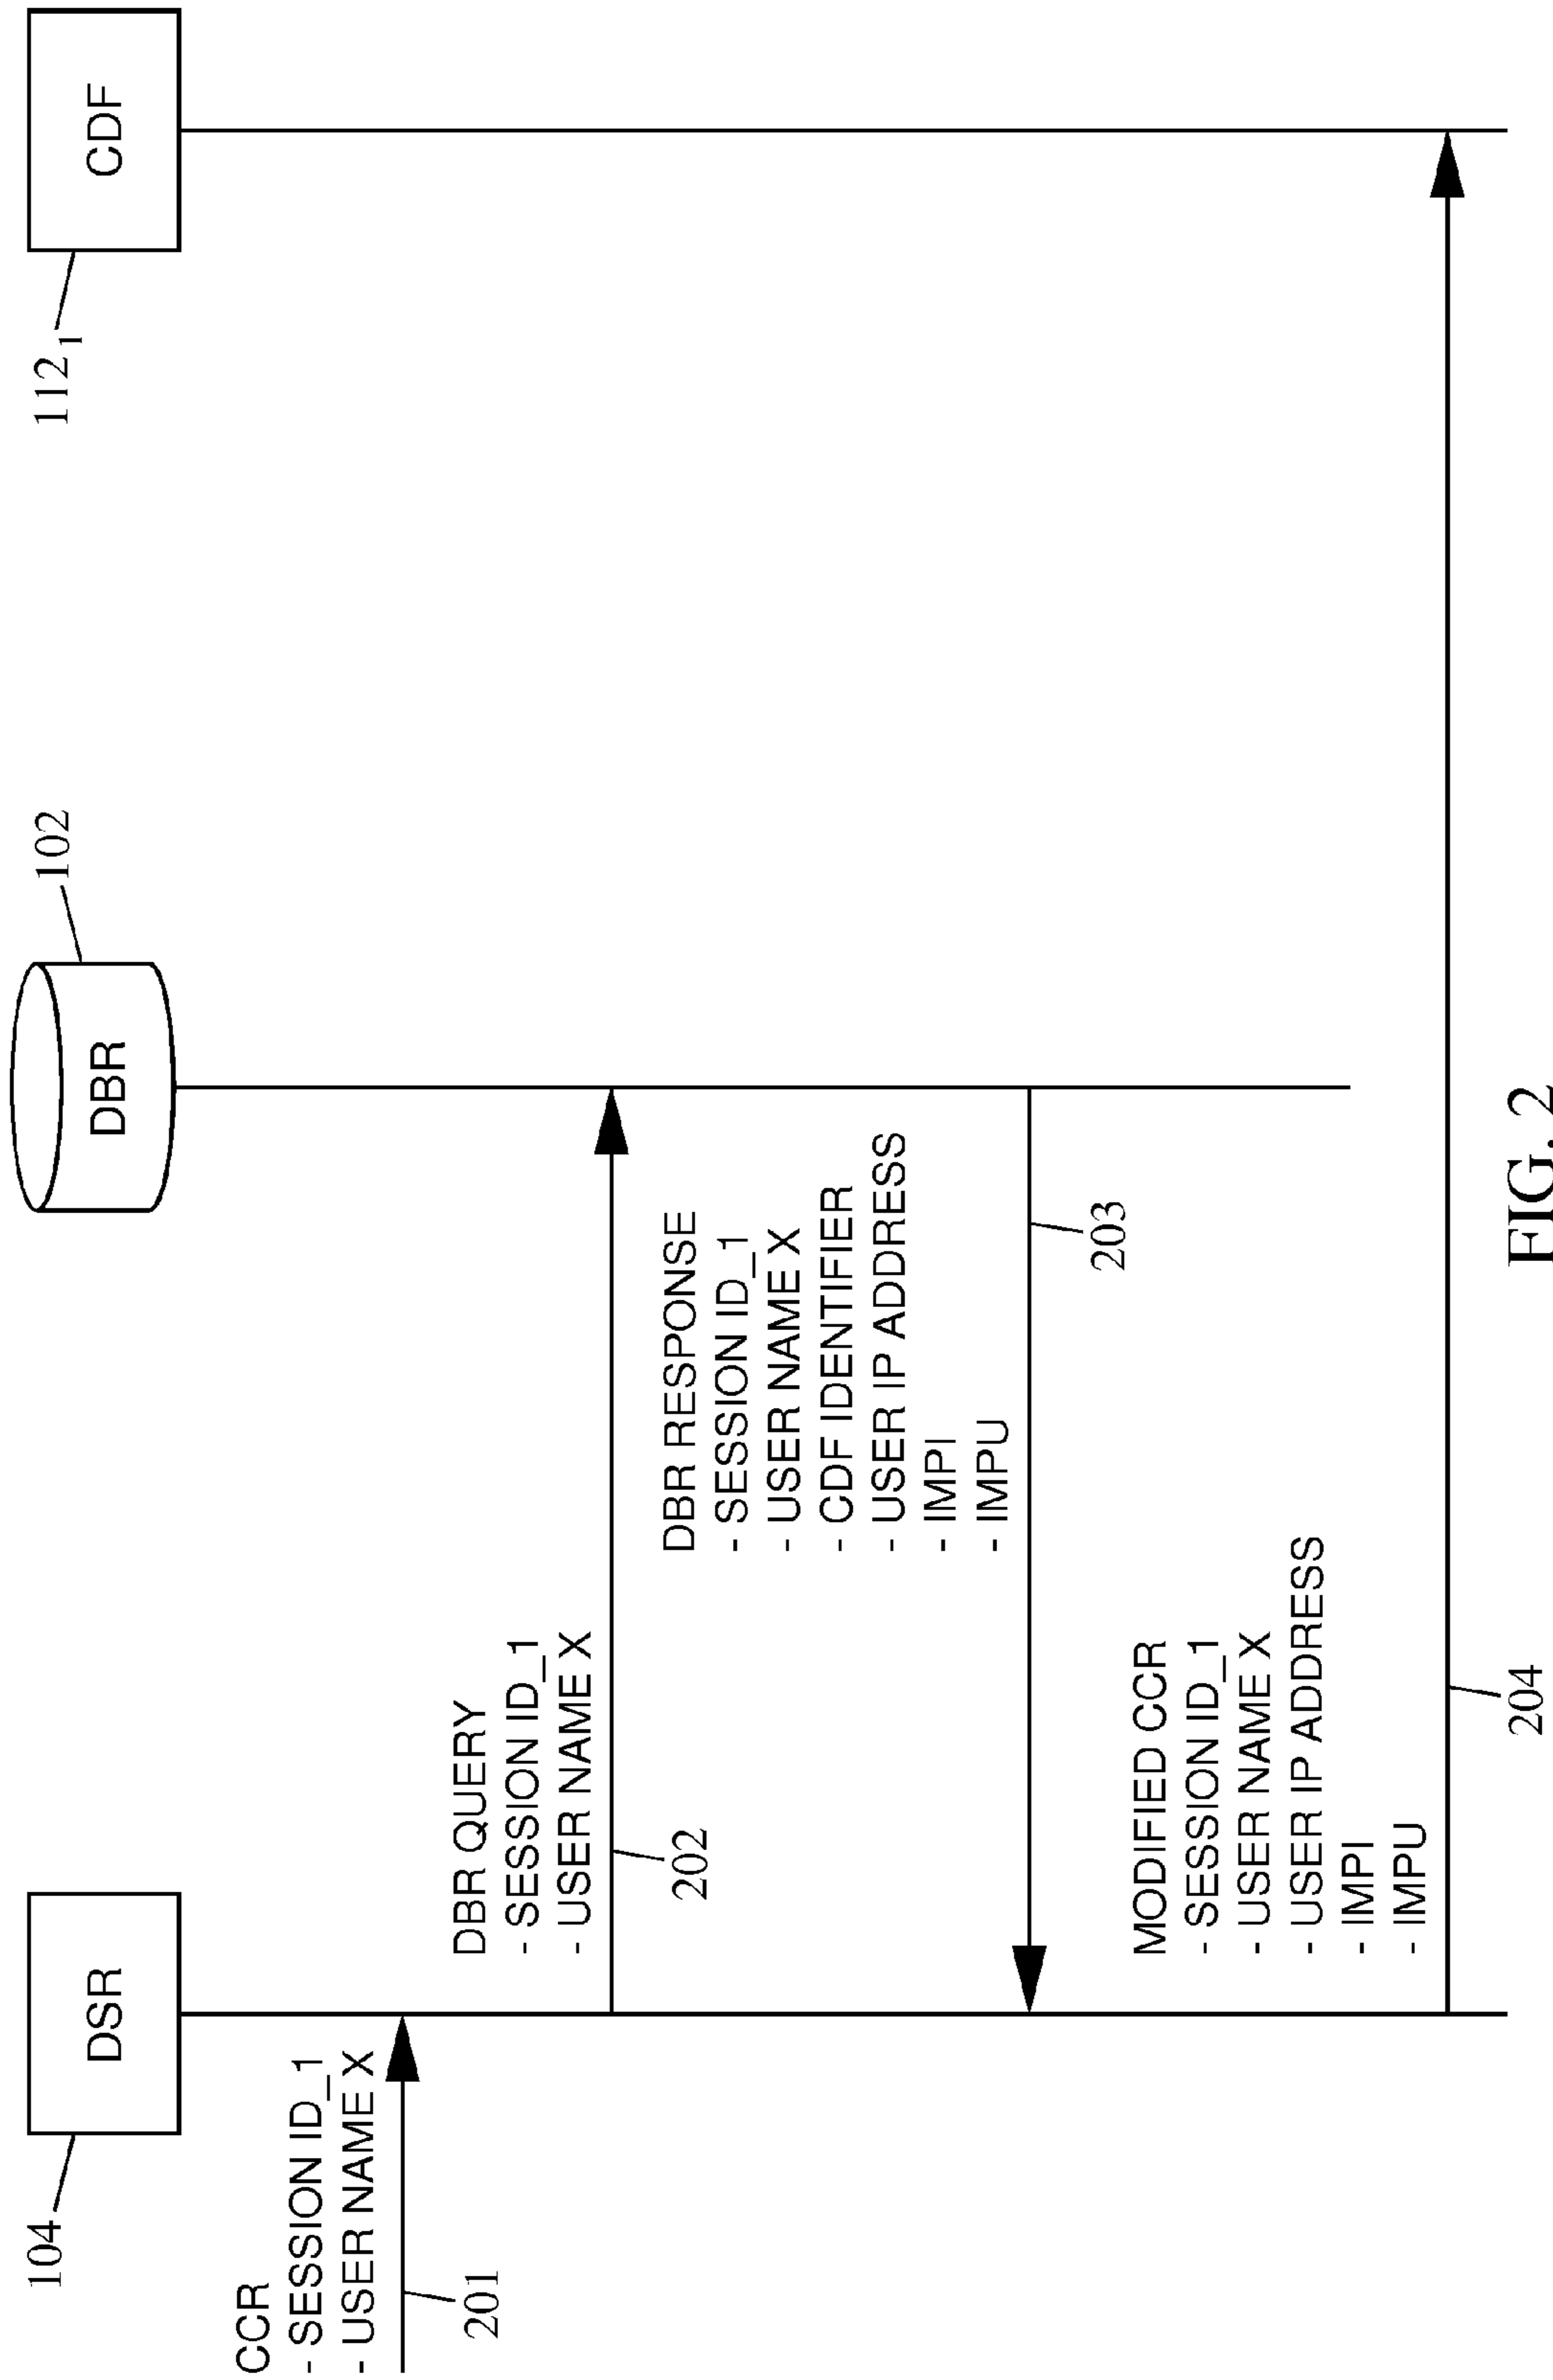 104
DSR
DBR
102
112₁
CDF
CCR
- SESSION ID_1
- USER NAME X
201
DBR QUERY
- SESSION ID_1
- USER NAME X
202
DBR RESPONSE
- SESSION ID_1
- USER NAME X
- CDF IDENTIFIER
- USER IP ADDRESS
- IMPI
- IMPU
203
MODIFIED CCR
- SESSION ID_1
- USER NAME X
- USER IP ADDRESS
- IMPI
- IMPU
204
FIG. 2